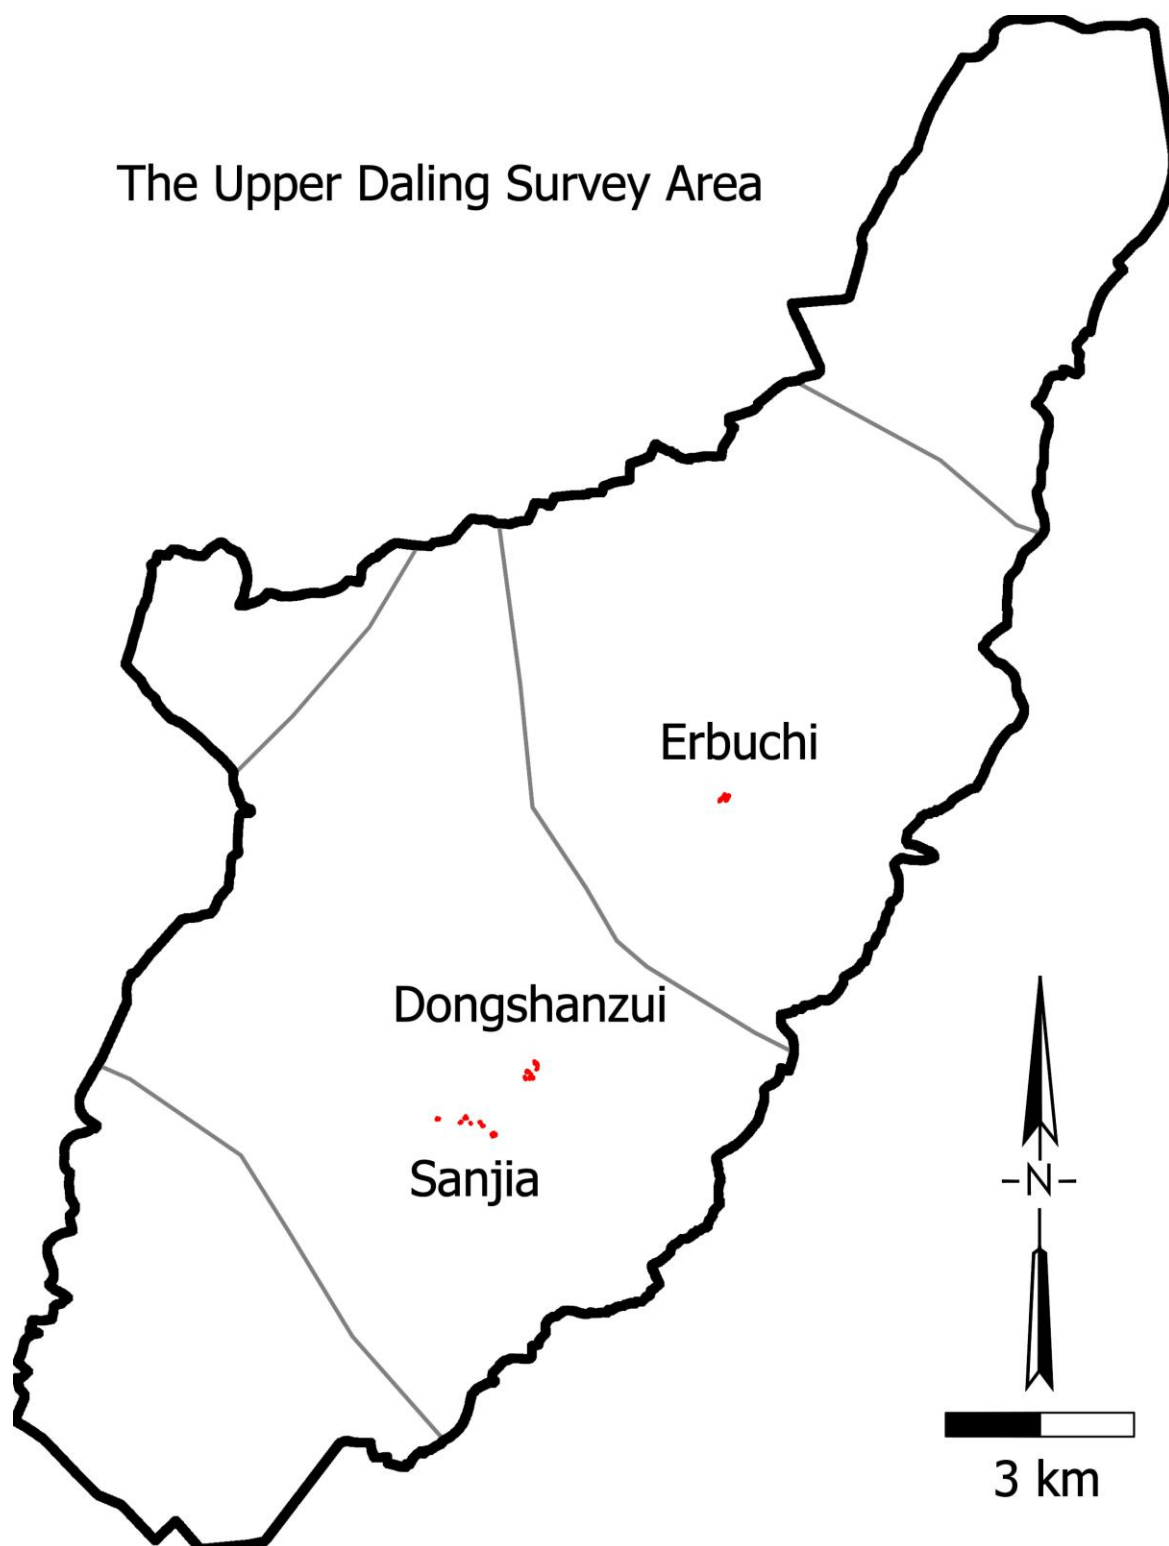 The Upper Daling Survey Area
Erbuchi
Dongshanzui
Sanjia
-N-
3 km